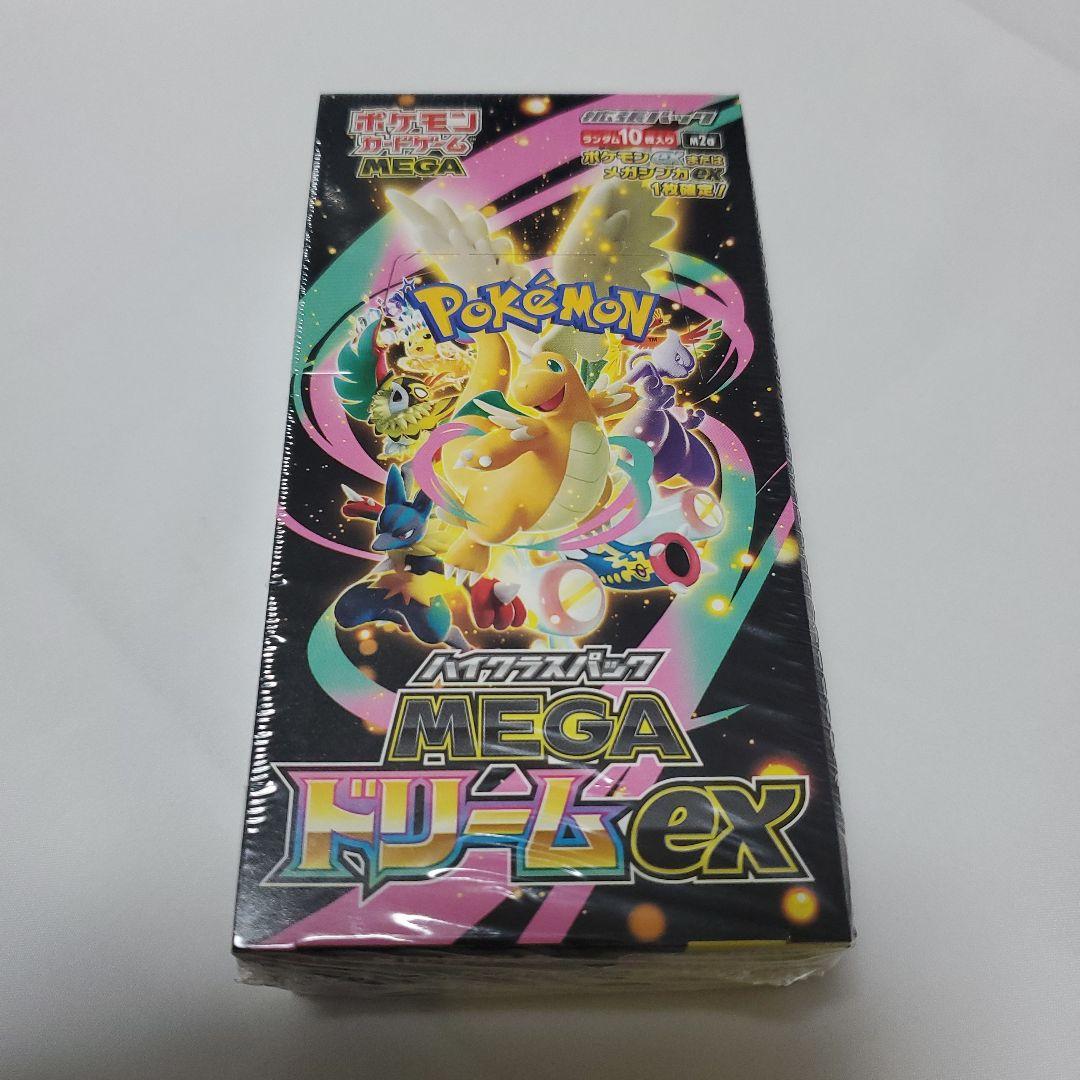 ポケモン
カードゲーム
MEGA
拡張パック
ランダム10枚入り M2a
ポケモンexまたは
メガシンカex
1枚確定!
POKÉMON
TM
ハイクラスパック
MEGA
ドリームex